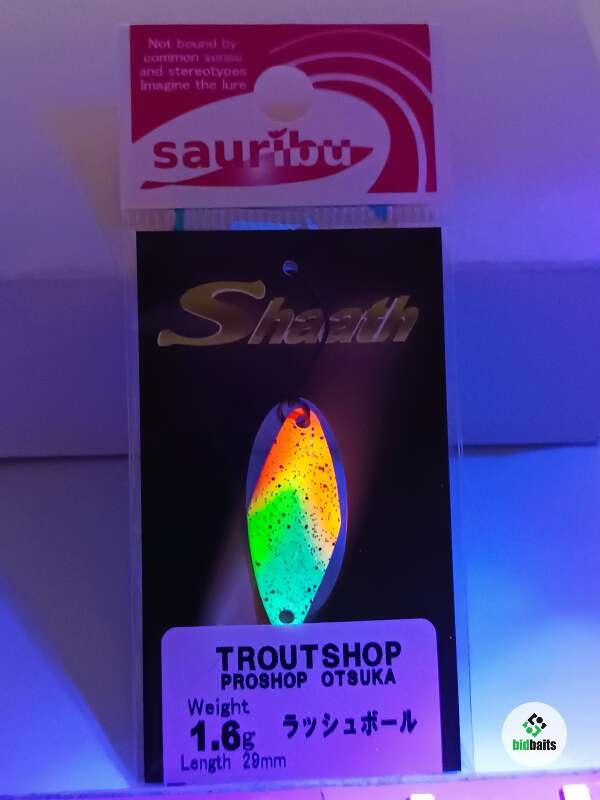 Not bound by
common sense
and stereotypes
Imagine the lure
sauribu
Shaath
TROUTSHOP
PROSHOP OTSUKA
Weight
1.6g
ラッシュボール
Length 29mm
bidbaits